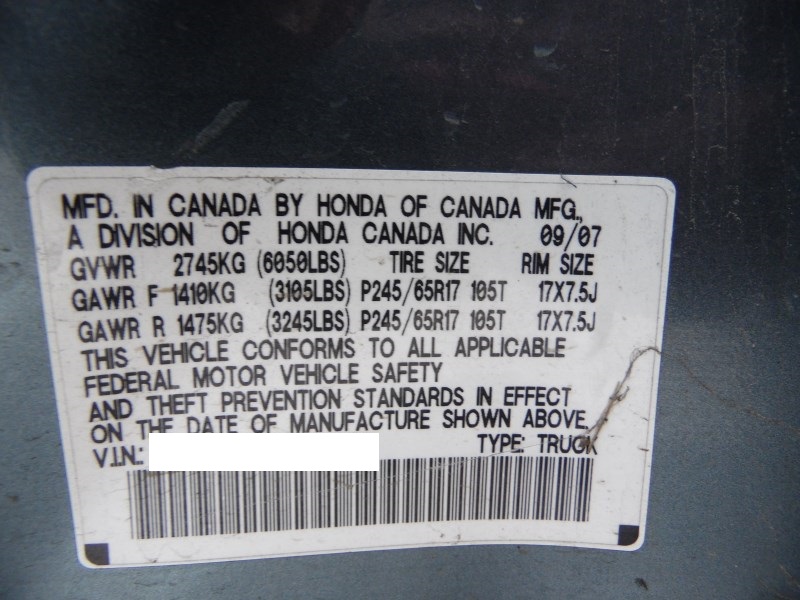 MFD. IN CANADA BY HONDA OF CANADA MFG.,
A DIVISION OF HONDA CANADA INC. 09/07
GVWR 2745KG (6050LBS) TIRE SIZE RIM SIZE
GAWR F 1410KG (3105LBS) P245/65R17 105T 17X7.5J
GAWR R 1475KG (3245LBS) P245/65R17 105T 17X7.5J
THIS VEHICLE CONFORMS TO ALL APPLICABLE
FEDERAL MOTOR VEHICLE SAFETY
AND THEFT PREVENTION STANDARDS IN EFFECT
ON THE DATE OF MANUFACTURE SHOWN ABOVE.
V.I.N.: TYPE: TRUCK